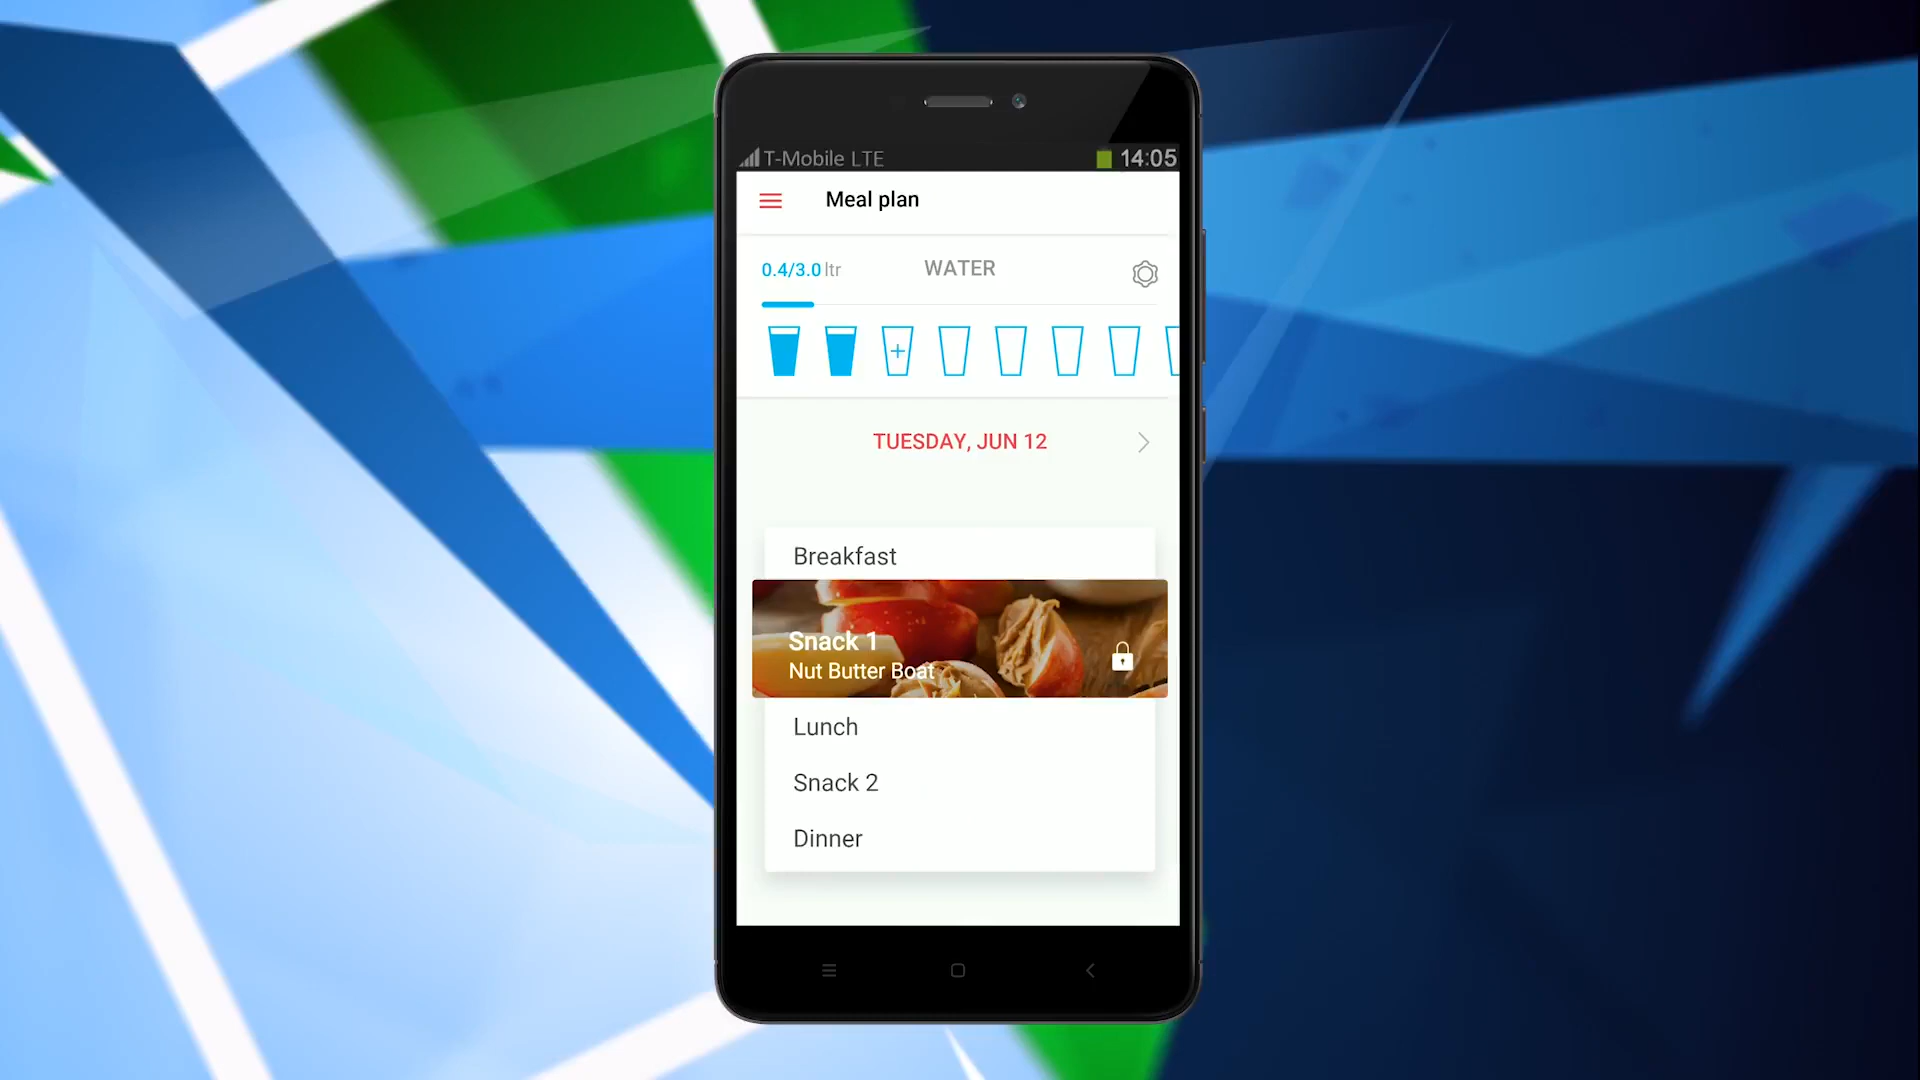 T-Mobile LTE 14:05
Meal plan
0.4/3.0 ltr WATER
TUESDAY, JUN 12
Breakfast
Snack 1
Nut Butter Boat
Lunch
Snack 2
Dinner